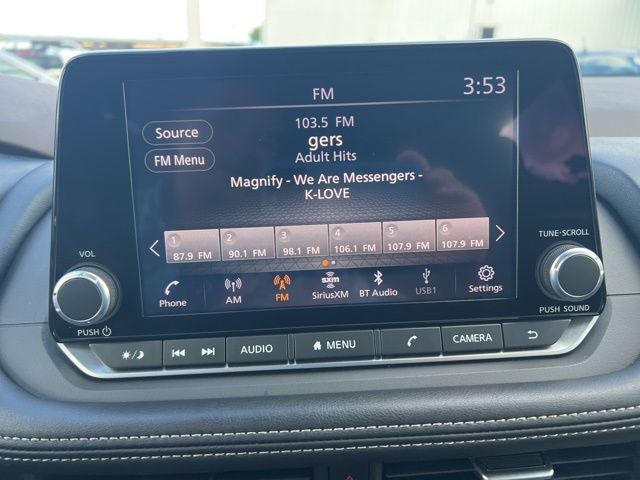 FM
3:53
103.5 FM
gers
Adult Hits
Source
FM Menu
Magnify - We Are Messengers -
K-LOVE
1 2 3 4 5 6
87.9 FM 90.1 FM 98.1 FM 106.1 FM 107.9 FM 107.9 FM
Phone AM FM sxm SiriusXM BT Audio USB1 Settings
VOL
PUSH
TUNE·SCROLL
PUSH SOUND
AUDIO MENU CAMERA